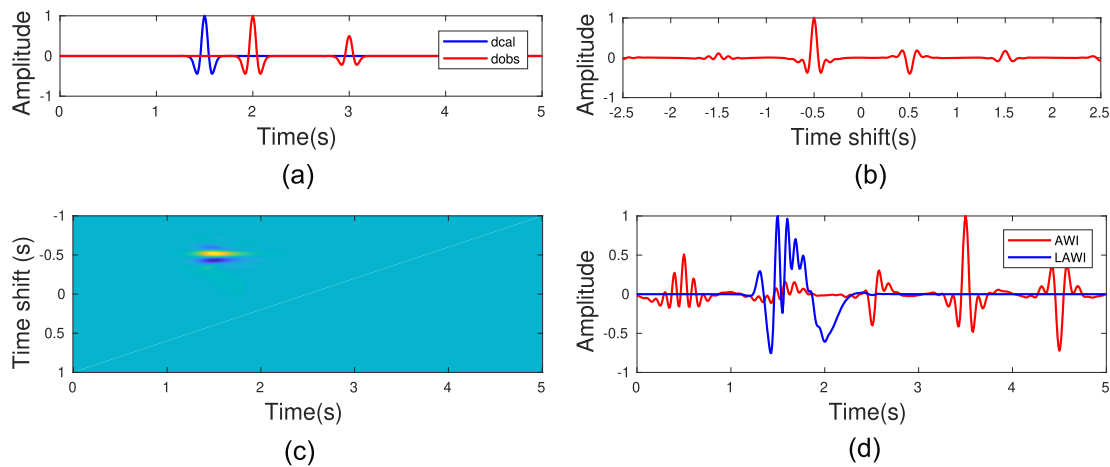 Amplitude
1
0
-1
0 1 2 3 4 5
Time(s)
dcal
dobs
(a)
Amplitude
1
0
-1
-2.5 -2 -1.5 -1 -0.5 0 0.5 1 1.5 2 2.5
Time shift(s)
(b)
Time shift (s)
-1
-0.5
0
0.5
1
0 1 2 3 4 5
Time(s)
(c)
Amplitude
1
0.5
0
-0.5
-1
0 1 2 3 4 5
Time(s)
AWI
LAWI
(d)